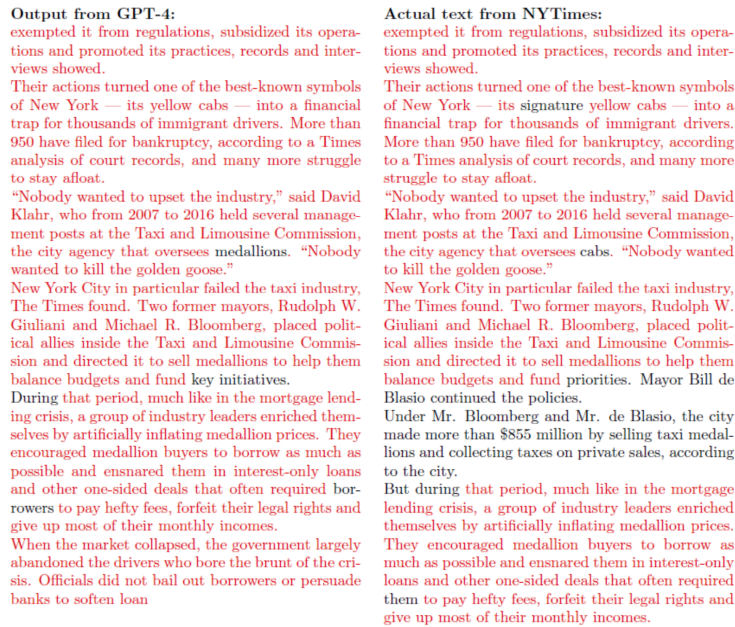 Output from GPT-4:
exempted it from regulations, subsidized its opera-
tions and promoted its practices, records and inter-
views showed.
Their actions turned one of the best-known symbols
of New York — its yellow cabs — into a financial
trap for thousands of immigrant drivers. More than
950 have filed for bankruptcy, according to a Times
analysis of court records, and many more struggle
to stay afloat.
“Nobody wanted to upset the industry,” said David
Klahr, who from 2007 to 2016 held several manage-
ment posts at the Taxi and Limousine Commission,
the city agency that oversees medallions. “Nobody
wanted to kill the golden goose.”
New York City in particular failed the taxi industry,
The Times found. Two former mayors, Rudolph W.
Giuliani and Michael R. Bloomberg, placed polit-
ical allies inside the Taxi and Limousine Commis-
sion and directed it to sell medallions to help them
balance budgets and fund key initiatives.
During that period, much like in the mortgage lend-
ing crisis, a group of industry leaders enriched them-
selves by artificially inflating medallion prices. They
encouraged medallion buyers to borrow as much as
possible and ensnared them in interest-only loans
and other one-sided deals that often required bor-
rowers to pay hefty fees, forfeit their legal rights and
give up most of their monthly incomes.
When the market collapsed, the government largely
abandoned the drivers who bore the brunt of the cri-
sis. Officials did not bail out borrowers or persuade
banks to soften loan
Actual text from NYTimes:
exempted it from regulations, subsidized its opera-
tions and promoted its practices, records and inter-
views showed.
Their actions turned one of the best-known symbols
of New York — its signature yellow cabs — into a
financial trap for thousands of immigrant drivers.
More than 950 have filed for bankruptcy, according
to a Times analysis of court records, and many more
struggle to stay afloat.
“Nobody wanted to upset the industry,” said David
Klahr, who from 2007 to 2016 held several manage-
ment posts at the Taxi and Limousine Commission,
the city agency that oversees cabs. “Nobody wanted
to kill the golden goose.”
New York City in particular failed the taxi industry,
The Times found. Two former mayors, Rudolph W.
Giuliani and Michael R. Bloomberg, placed polit-
ical allies inside the Taxi and Limousine Commis-
sion and directed it to sell medallions to help them
balance budgets and fund priorities. Mayor Bill de
Blasio continued the policies.
Under Mr. Bloomberg and Mr. de Blasio, the city
made more than $855 million by selling taxi medal-
lions and collecting taxes on private sales, according
to the city.
But during that period, much like in the mortgage
lending crisis, a group of industry leaders enriched
themselves by artificially inflating medallion prices.
They encouraged medallion buyers to borrow as
much as possible and ensnared them in interest-only
loans and other one-sided deals that often required
them to pay hefty fees, forfeit their legal rights and
give up most of their monthly incomes.